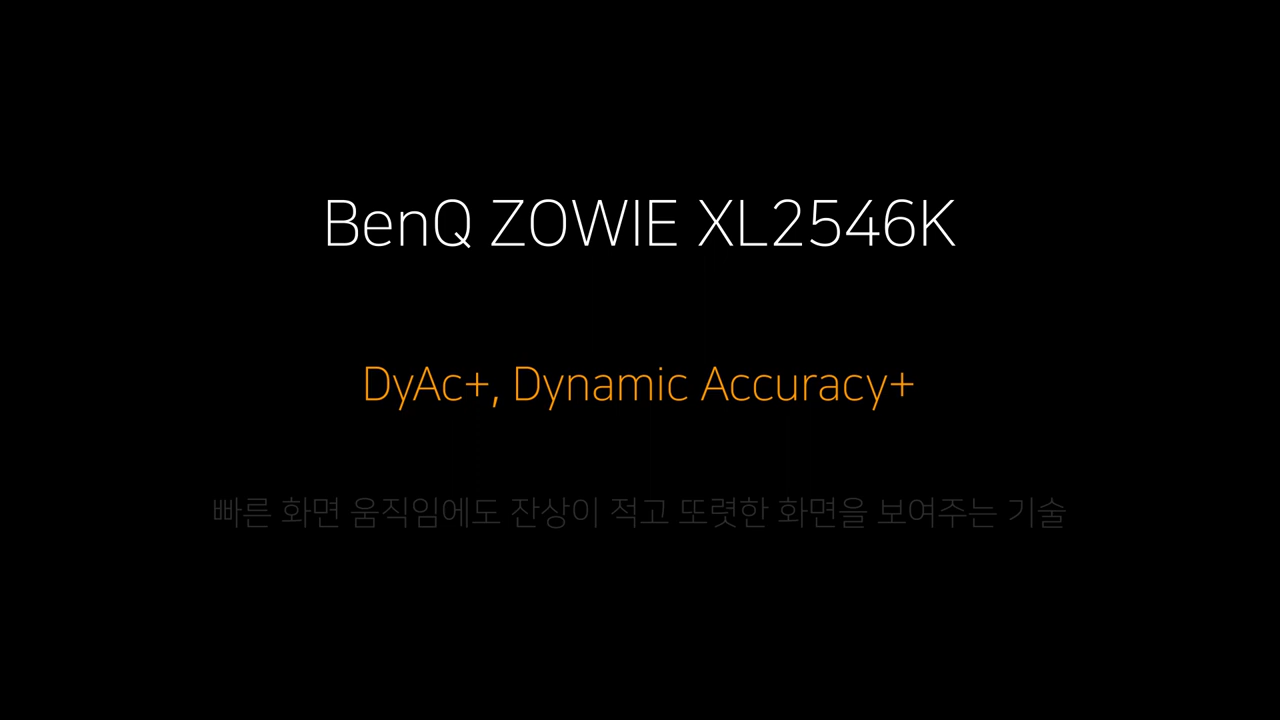 BenQ ZOWIE XL2546K
DyAc+, Dynamic Accuracy+
빠른 화면 움직임에도 잔상이 적고 또렷한 화면을 보여주는 기술